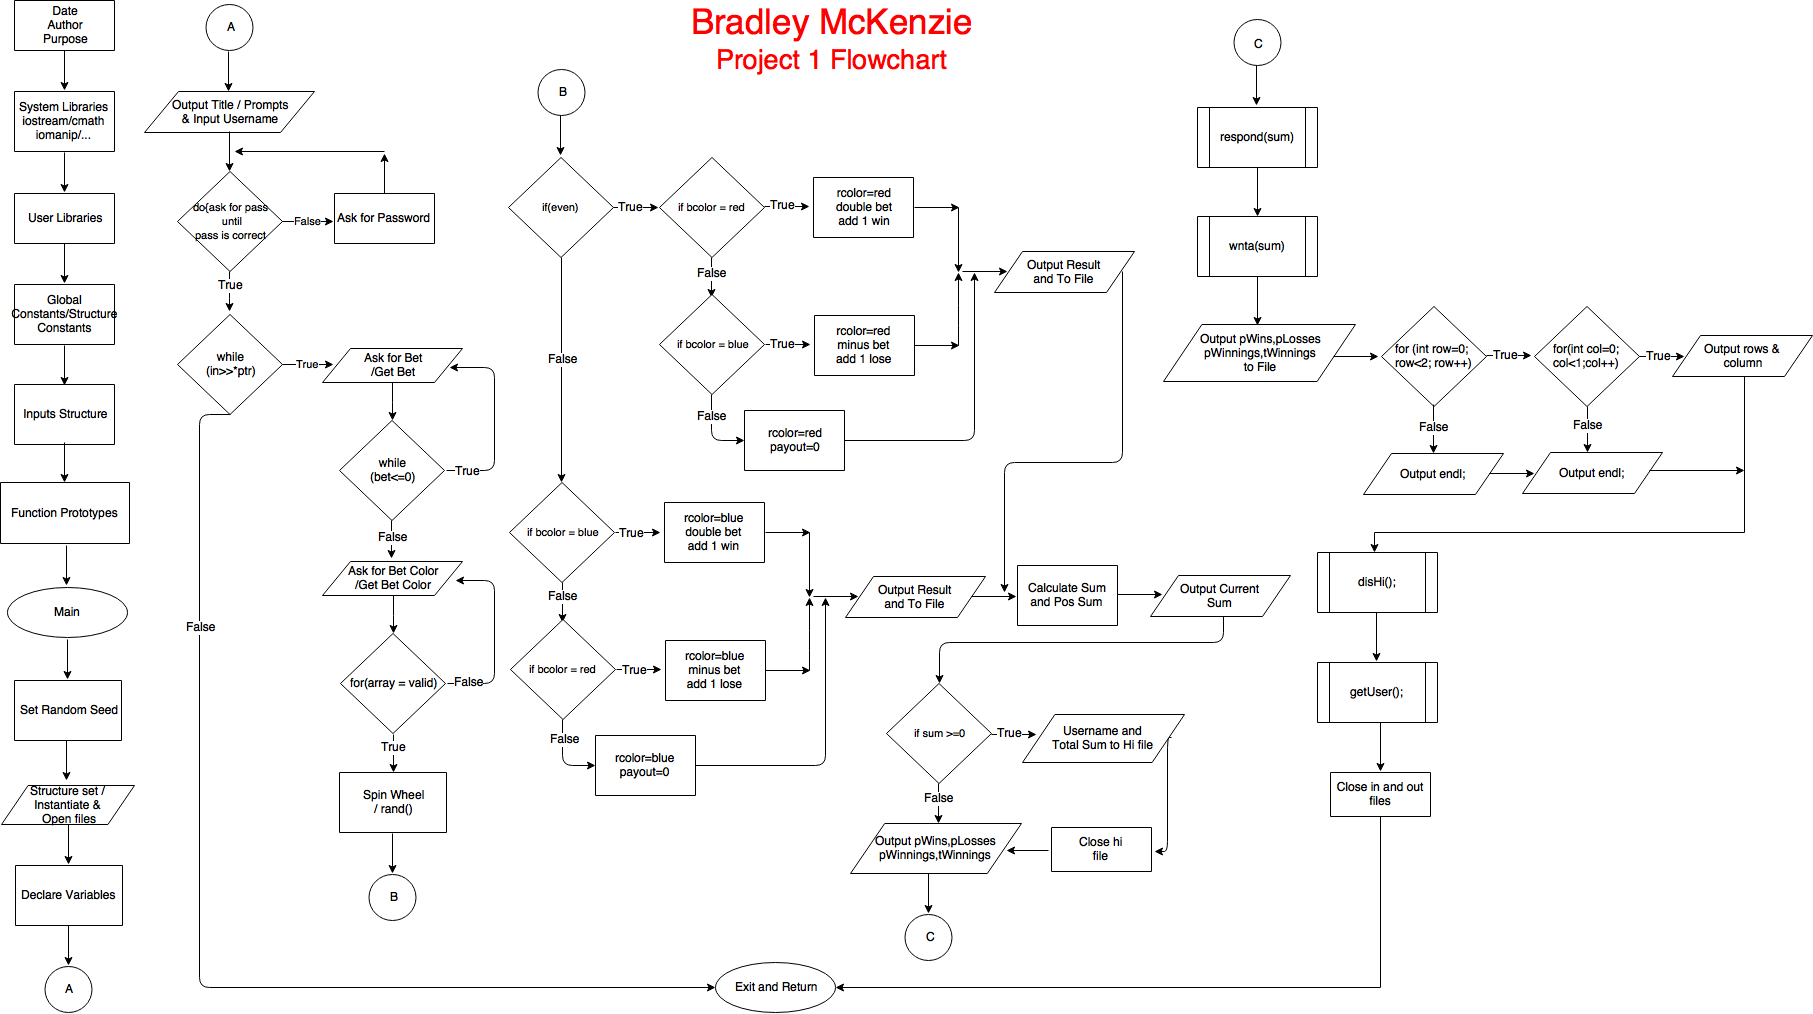 Bradley McKenzie
Project 1 Flowchart
Date
Author
Purpose
System Libraries
iostream/cmath
iomanip/...
User Libraries
Global
Constants/Structure
Constants
Inputs Structure
Function Prototypes
Main
Set Random Seed
Structure set /
Instantiate &
Open files
Declare Variables
A
A
Output Title / Prompts
& Input Username
do{ask for pass
until
pass is correct
False
Ask for Password
True
while
(in>>*ptr)
True
False
Ask for Bet
/Get Bet
while
(bet<=0)
True
False
Ask for Bet Color
/Get Bet Color
for(array = valid)
False
True
Spin Wheel
/ rand()
B
B
if(even)
True
False
if bcolor = red
True
rcolor=red
double bet
add 1 win
False
if bcolor = blue
True
rcolor=red
minus bet
add 1 lose
False
rcolor=red
payout=0
Output Result
and To File
if bcolor = blue
True
rcolor=blue
double bet
add 1 win
False
if bcolor = red
True
rcolor=blue
minus bet
add 1 lose
False
rcolor=blue
payout=0
Output Result
and To File
Calculate Sum
and Pos Sum
Output Current
Sum
if sum >=0
True
Username and
Total Sum to Hi file
False
Close hi
file
Output pWins,pLosses
pWinnings,tWinnings
C
C
respond(sum)
wnta(sum)
Output pWins,pLosses
pWinnings,tWinnings
to File
for (int row=0;
row<2; row++)
True
False
for(int col=0;
col<1;col++)
True
False
Output rows &
column
Output endl;
Output endl;
disHi();
getUser();
Close in and out
files
Exit and Return